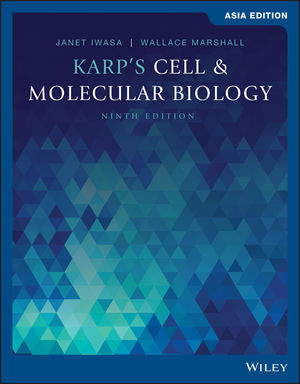 ASIA EDITION
JANET IWASA | WALLACE MARSHALL
KARP'S CELL &
MOLECULAR BIOLOGY
NINTH EDITION
WILEY